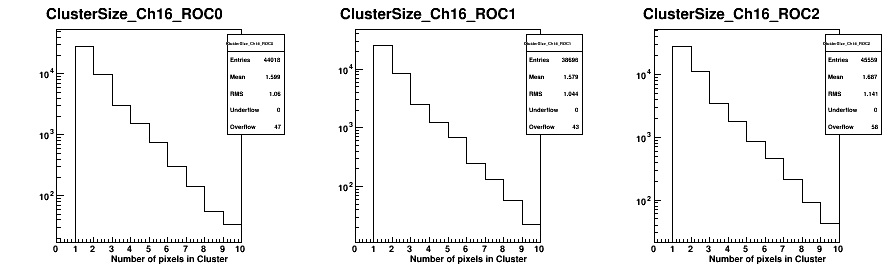 ClusterSize_Ch16_ROC0
ClusterSize_Ch16_ROC0
Entries 44018
Mean 1.599
RMS 1.06
Underflow 0
Overflow 47
10^4
10^3
10^2
0 1 2 3 4 5 6 7 8 9 10
Number of pixels in Cluster
ClusterSize_Ch16_ROC1
ClusterSize_Ch16_ROC1
Entries 38696
Mean 1.579
RMS 1.044
Underflow 0
Overflow 43
10^4
10^3
10^2
0 1 2 3 4 5 6 7 8 9 10
Number of pixels in Cluster
ClusterSize_Ch16_ROC2
ClusterSize_Ch16_ROC2
Entries 45559
Mean 1.687
RMS 1.141
Underflow 0
Overflow 58
10^4
10^3
10^2
0 1 2 3 4 5 6 7 8 9 10
Number of pixels in Cluster